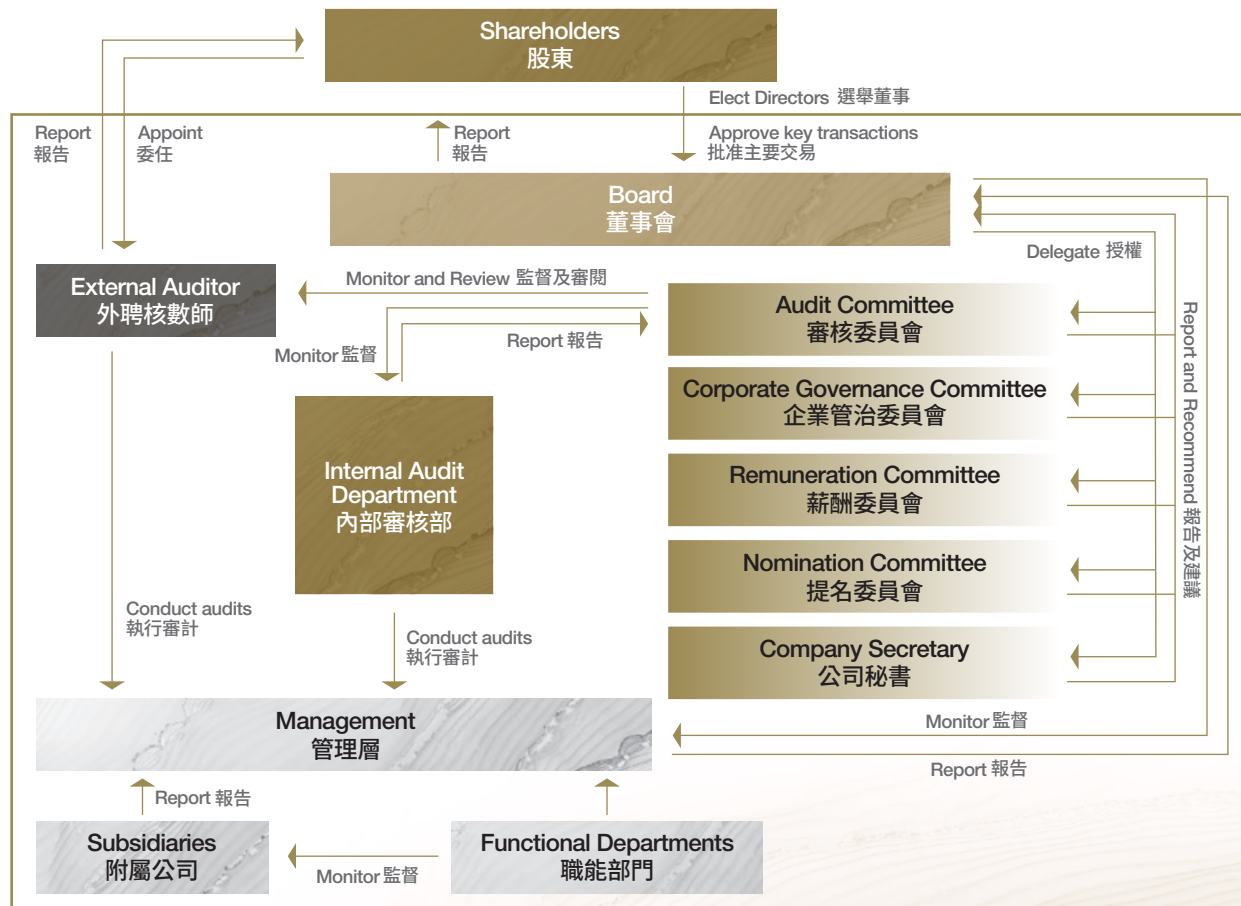 Shareholders
股東
Elect Directors 選舉董事
Report
報告
Appoint
委任
Report
報告
Approve key transactions
批准主要交易
Board
董事會
Delegate 授權
External Auditor
外聘核數師
Monitor and Review 監督及審閱
Audit Committee
審核委員會
Monitor 監督
Report 報告
Corporate Governance Committee
企業管治委員會
Report and Recommend 報告及建議
Internal Audit
Department
內部審核部
Remuneration Committee
薪酬委員會
Nomination Committee
提名委員會
Conduct audits
執行審計
Conduct audits
執行審計
Company Secretary
公司秘書
Management
管理層
Monitor 監督
Report 報告
Report 報告
Subsidiaries
附屬公司
Monitor 監督
Functional Departments
職能部門